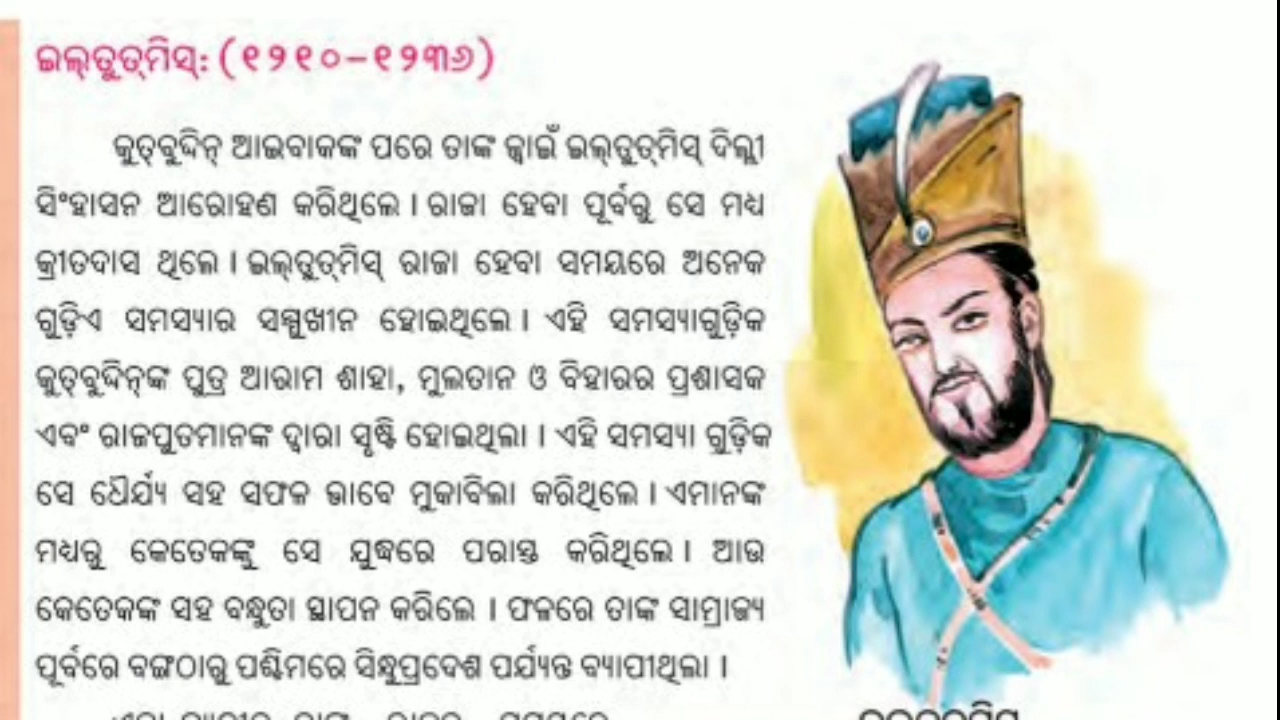 ଇଲ୍‌ତୁତ୍‌ମିସ୍: (୧୨୧୦–୧୨୩୬)
କୁତ୍‌ବୁଦ୍ଦିନ୍ ଆଇବାକଙ୍କ ପରେ ତାଙ୍କ ଜ୍ୱାଇଁ ଇଲ୍‌ତୁତ୍‌ମିସ୍ ଦିଲ୍ଲୀ
ସିଂହାସନ ଆରୋହଣ କରିଥିଲେ । ରାଜା ହେବା ପୂର୍ବରୁ ସେ ମଧ୍ୟ
କ୍ରୀତଦାସ ଥିଲେ । ଇଲ୍‌ତୁତ୍‌ମିସ୍ ରାଜା ହେବା ସମୟରେ ଅନେକ
ଗୁଡ଼ିଏ ସମସ୍ୟାର ସମ୍ମୁଖୀନ ହୋଇଥିଲେ । ଏହି ସମସ୍ୟାଗୁଡ଼ିକ
କୁତ୍‌ବୁଦ୍ଦିନ୍‌ଙ୍କ ପୁତ୍ର ଆରାମ ଶାହା, ମୁଲତାନ ଓ ବିହାରର ପ୍ରଶାସକ
ଏବଂ ରାଜପୁତମାନଙ୍କ ଦ୍ୱାରା ସୃଷ୍ଟି ହୋଇଥିଲା । ଏହି ସମସ୍ୟା ଗୁଡ଼ିକ
ସେ ଧୈର୍ଯ୍ୟ ସହ ସଫଳ ଭାବେ ମୁକାବିଲା କରିଥିଲେ । ଏମାନଙ୍କ
ମଧ୍ୟରୁ କେତେକଙ୍କୁ ସେ ଯୁଦ୍ଧରେ ପରାସ୍ତ କରିଥିଲେ । ଆଉ
କେତେକଙ୍କ ସହ ବନ୍ଧୁତା ସ୍ଥାପନ କରିଲେ । ଫଳରେ ତାଙ୍କ ସାମ୍ରାଜ୍ୟ
ପୂର୍ବରେ ବଙ୍ଗଠାରୁ ପଶ୍ଚିମରେ ସିନ୍ଧୁପ୍ରଦେଶ ପର୍ଯ୍ୟନ୍ତ ବ୍ୟାପୀଥିଲା ।